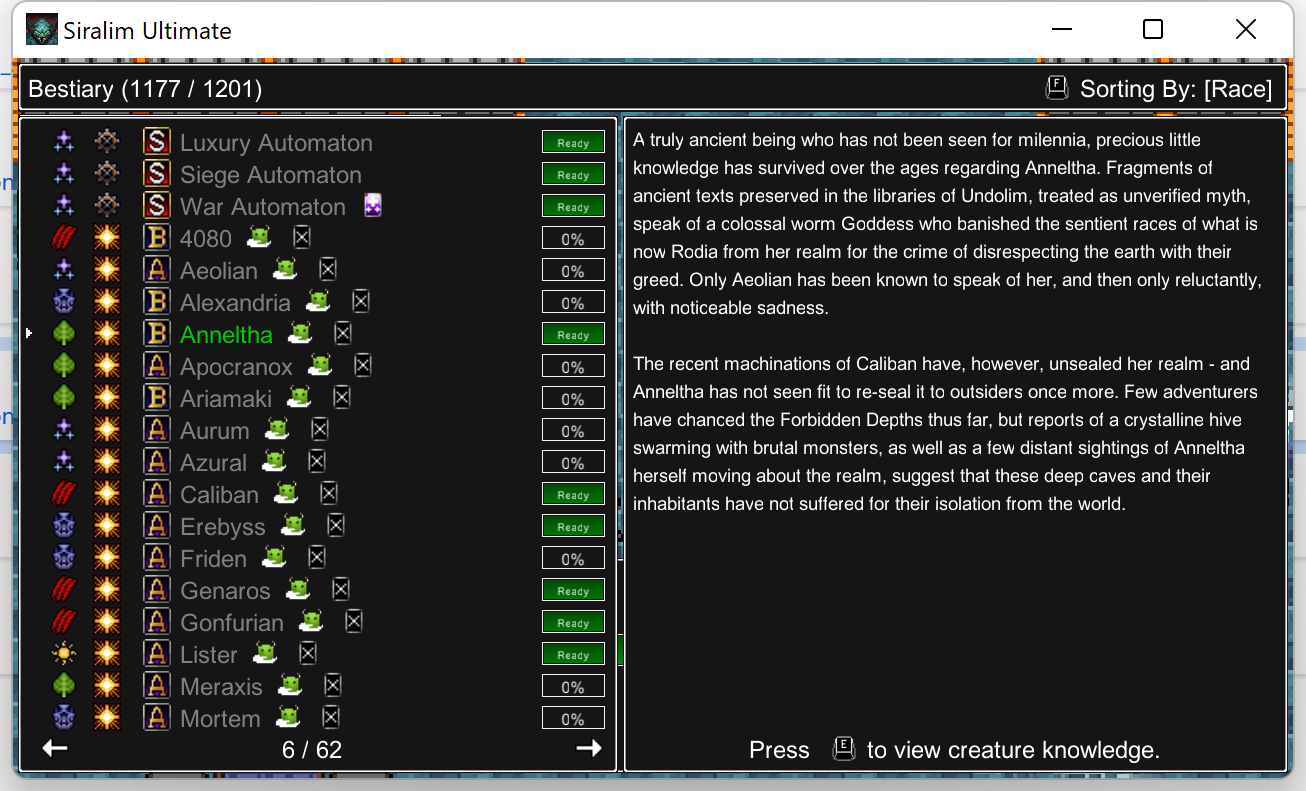 Siralim Ultimate
Bestiary (1177 / 1201)
F Sorting By: [Race]
S Luxury Automaton Ready
S Siege Automaton Ready
S War Automaton Ready
B 4080 0%
A Aeolian 0%
B Alexandria 0%
B Anneltha Ready
A Apocranox 0%
B Ariamaki 0%
A Aurum 0%
A Azural 0%
A Caliban Ready
A Erebyss Ready
A Friden 0%
A Genaros Ready
A Gonfurian Ready
A Lister Ready
A Meraxis 0%
A Mortem 0%
6 / 62
A truly ancient being who has not been seen for milennia, precious little
knowledge has survived over the ages regarding Anneltha. Fragments of
ancient texts preserved in the libraries of Undolim, treated as unverified myth,
speak of a colossal worm Goddess who banished the sentient races of what is
now Rodia from her realm for the crime of disrespecting the earth with their
greed. Only Aeolian has been known to speak of her, and then only reluctantly,
with noticeable sadness.
The recent machinations of Caliban have, however, unsealed her realm - and
Anneltha has not seen fit to re-seal it to outsiders once more. Few adventurers
have chanced the Forbidden Depths thus far, but reports of a crystalline hive
swarming with brutal monsters, as well as a few distant sightings of Anneltha
herself moving about the realm, suggest that these deep caves and their
inhabitants have not suffered for their isolation from the world.
Press E to view creature knowledge.